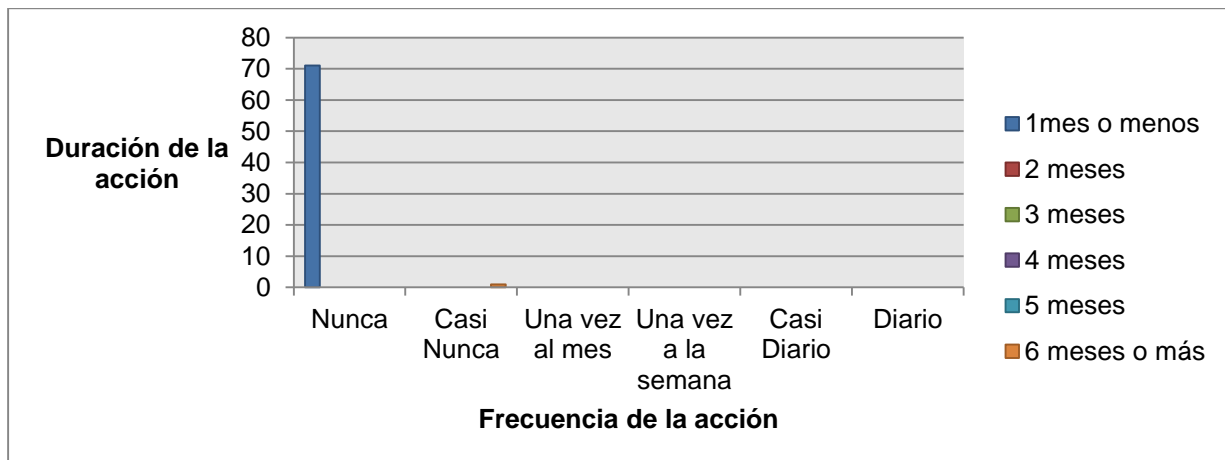 80
70
60
50
40
30
20
10
0
Duración de la
acción
Nunca
Casi
Nunca
Una vez
al mes
Una vez
a la
semana
Casi
Diario
Diario
Frecuencia de la acción
1mes o menos
2 meses
3 meses
4 meses
5 meses
6 meses o más